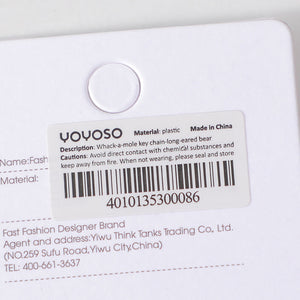 YOYOSO Material: plastic Made in China
Description: Whack-a-mole key chain-long-eared bear
Cautions: Avoid direct contact with chemical substances and
keep away from fire. When not wearing, please seal and store
Name:Fash
Material:
4010135300086
Fast Fashion Designer Brand
Agent and address:Yiwu Think Tanks Trading Co., Ltd.
(NO.259 Sufu Road,Yiwu City,China)
TEL: 400-661-3637